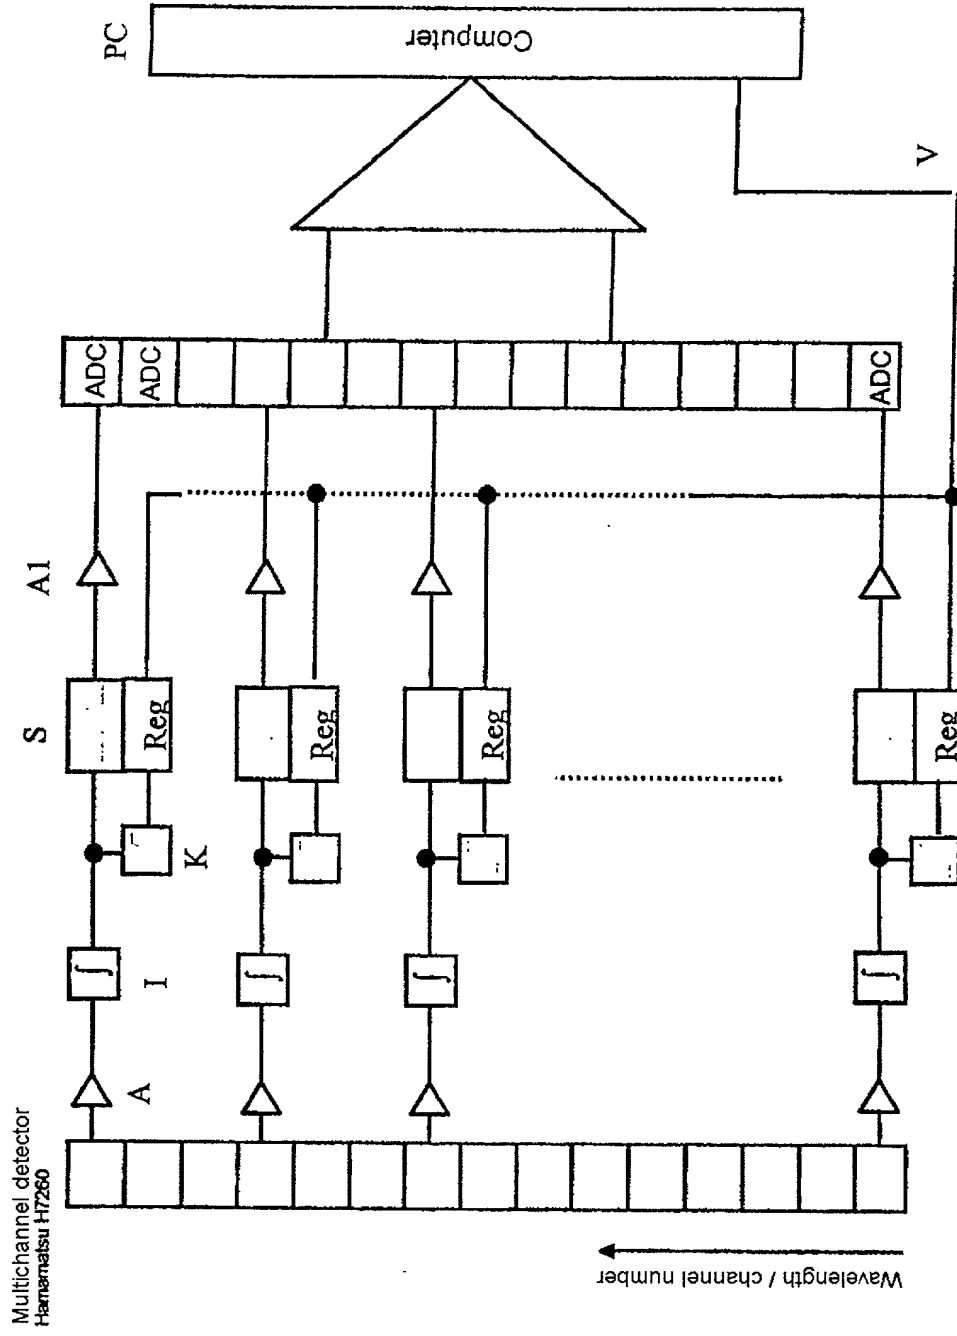 Multichannel detector
Hamamatsu H7260
Wavelength / channel number
A
I
K
S
A1
Reg
Reg
Reg
Reg
ADC
ADC
ADC
V
PC
Computer